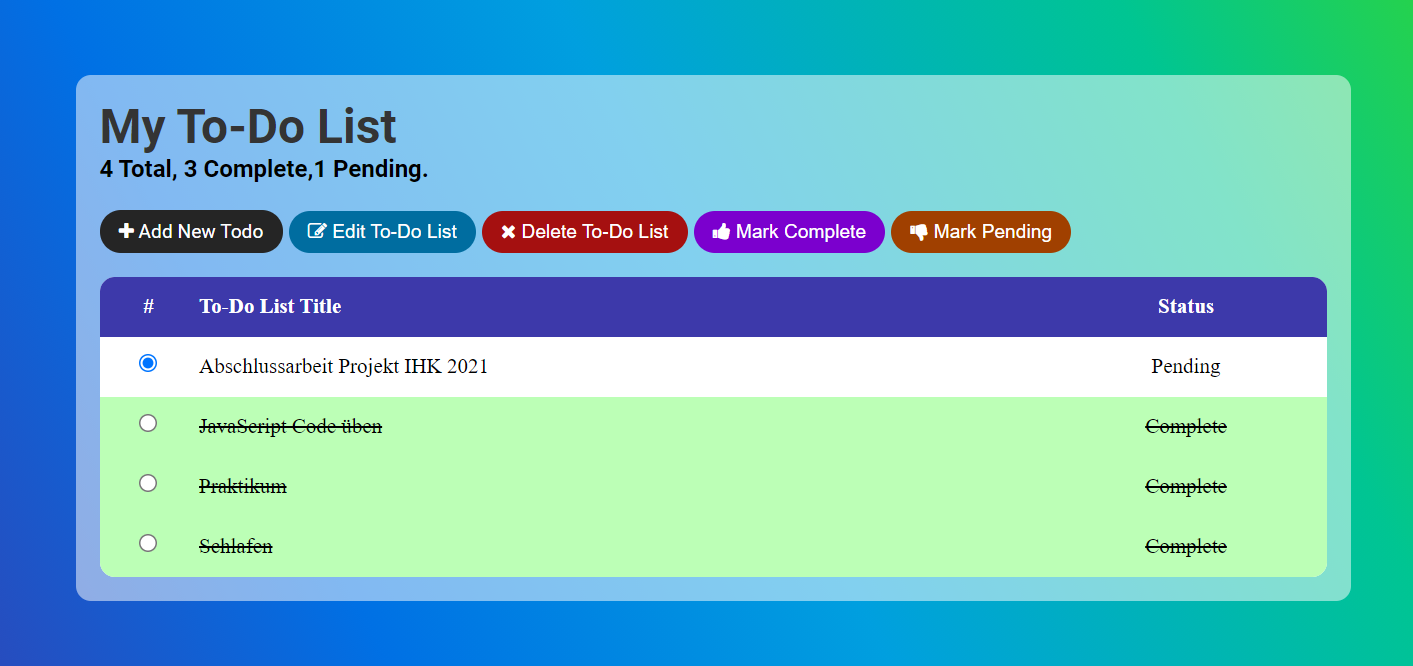 My To-Do List
4 Total, 3 Complete,1 Pending.
Add New Todo Edit To-Do List Delete To-Do List Mark Complete Mark Pending
# To-Do List Title Status
Abschlussarbeit Projekt IHK 2021 Pending
JavaScript Code üben Complete
Praktikum Complete
Schlafen Complete